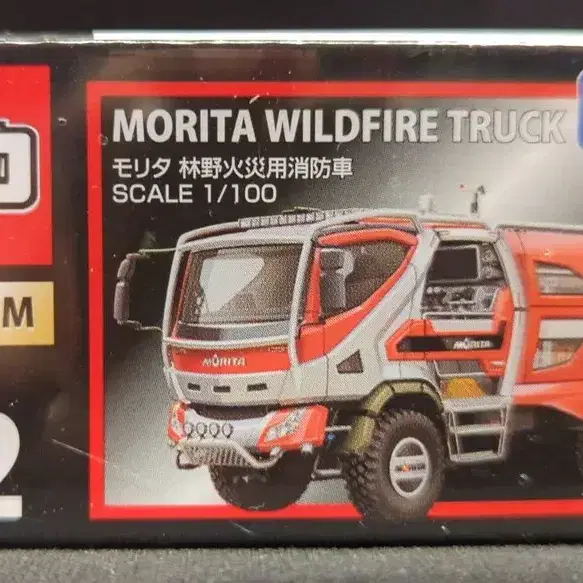 MORITA WILDFIRE TRUCK
モリタ 林野火災用消防車
SCALE 1/100
M
2
MORITA
MORITA